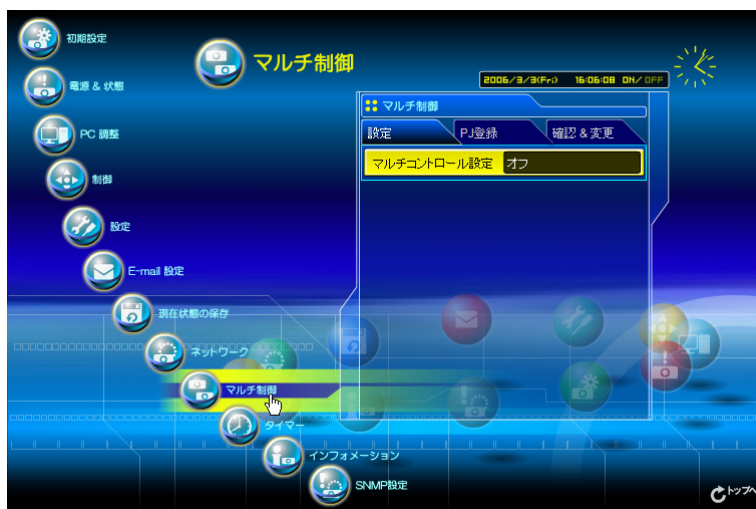 初期設定
マルチ制御
電源 & 状態
2006/3/3(Fri) 16:06:08 ON/OFF
マルチ制御
設定 PJ登録 確認 & 変更
PC 調整
マルチコントロール設定 オフ
制御
設定
E-mail 設定
現在状態の保存
ネットワーク
マルチ制御
タイマー
インフォメーション
SNMP設定
トップへ